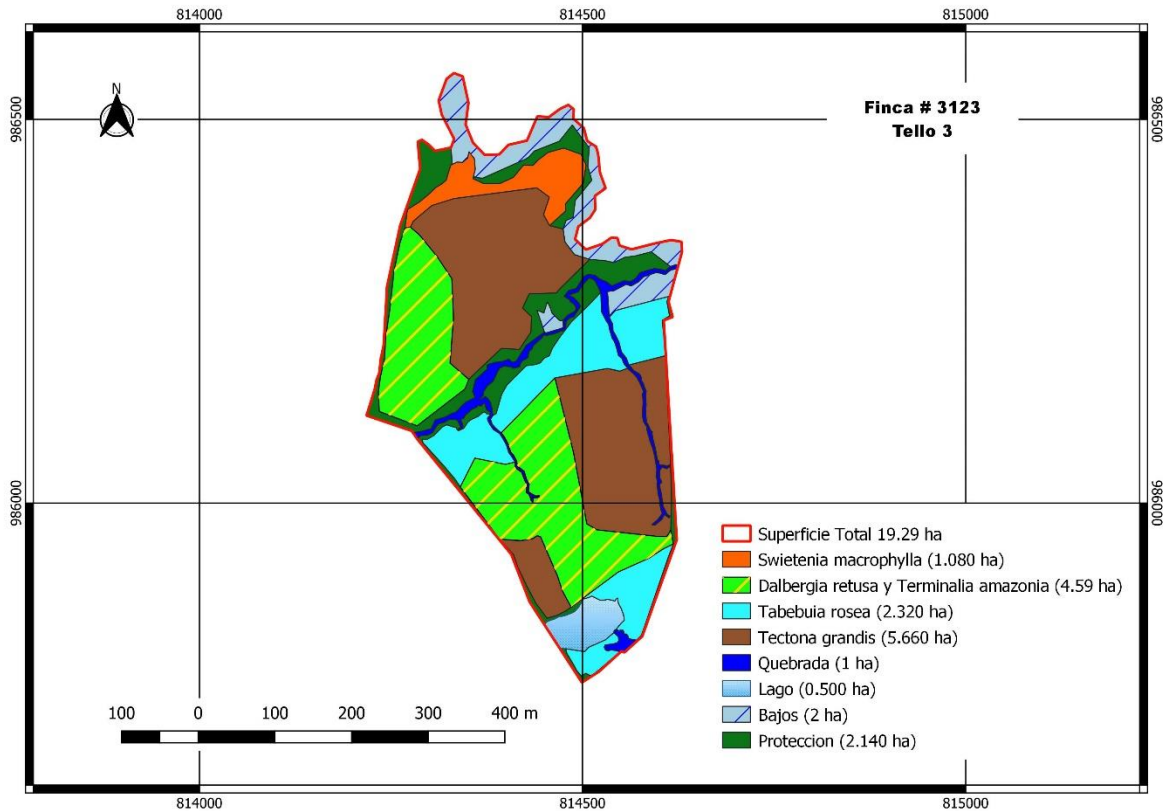 814000 814500 815000
N
Finca # 3123
Tello 3
986500 986500
986000 986000
Superficie Total 19.29 ha
Swietenia macrophylla (1.080 ha)
Dalbergia retusa y Terminalia amazonia (4.59 ha)
Tabebuia rosea (2.320 ha)
Tectona grandis (5.660 ha)
Quebrada (1 ha)
Lago (0.500 ha)
Bajos (2 ha)
Proteccion (2.140 ha)
100 0 100 200 300 400 m
814000 814500 815000